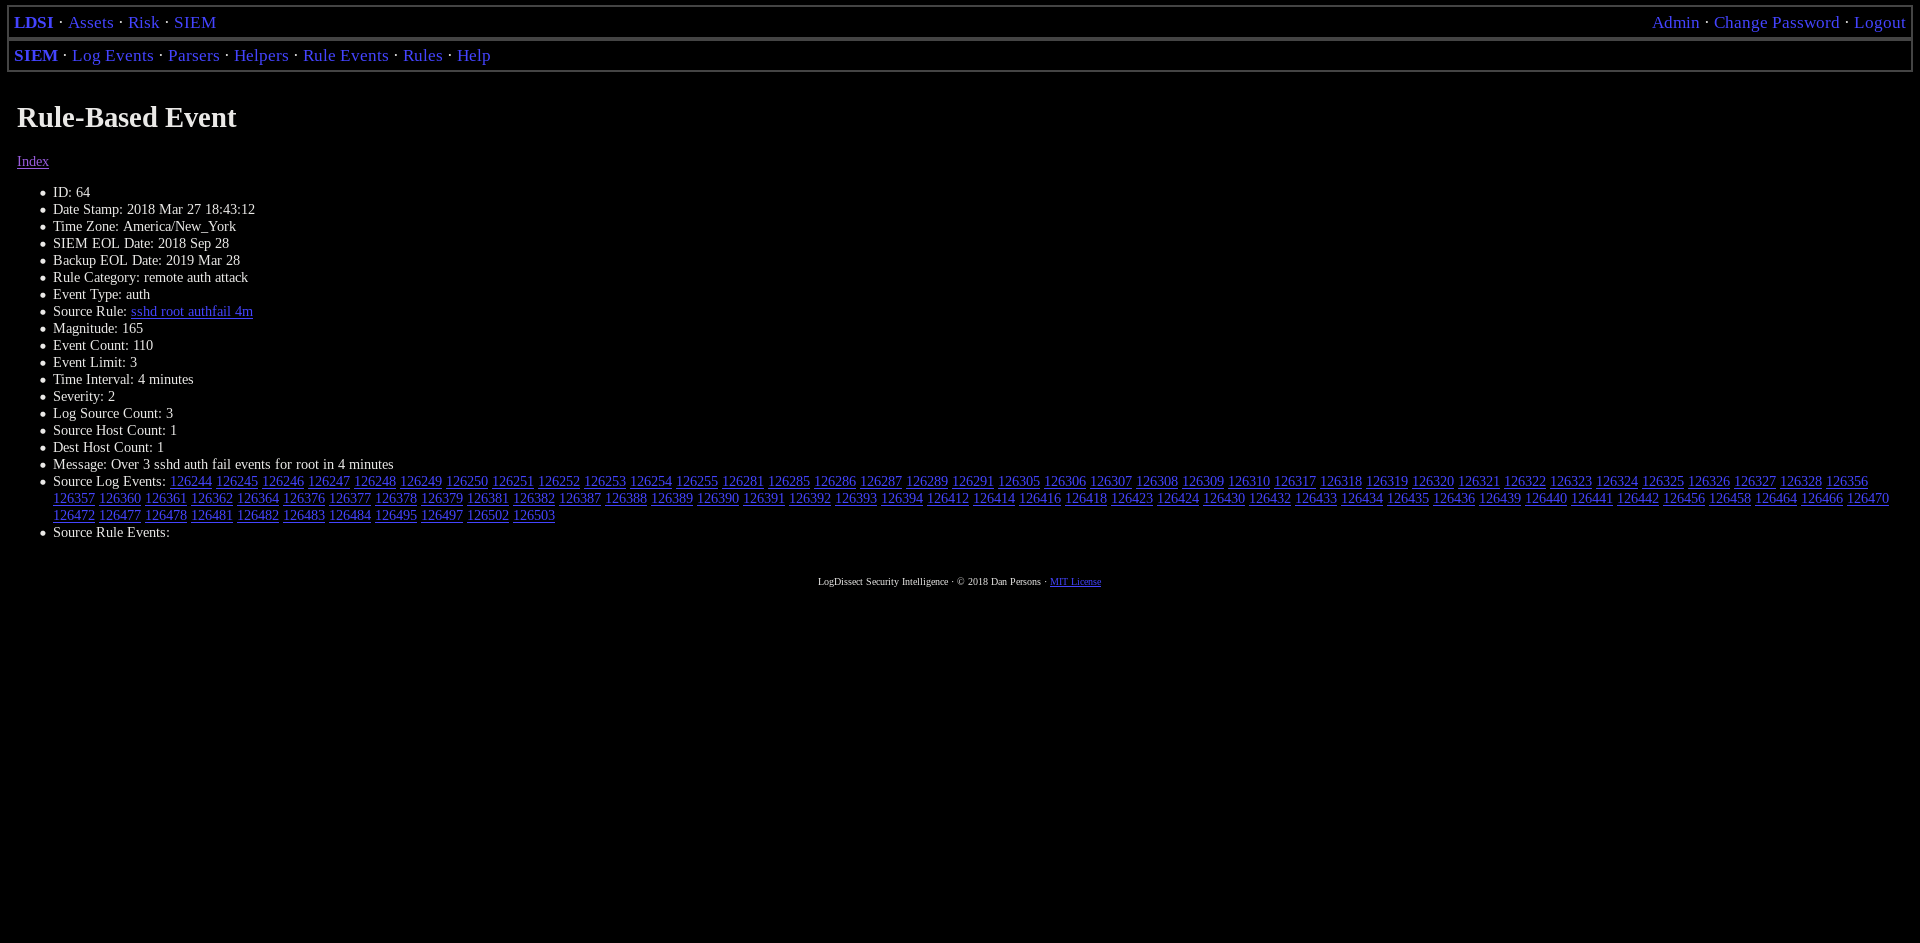 LDSI · Assets · Risk · SIEM Admin · Change Password · Logout
SIEM · Log Events · Parsers · Helpers · Rule Events · Rules · Help
Rule-Based Event
Index
ID: 64
Date Stamp: 2018 Mar 27 18:43:12
Time Zone: America/New_York
SIEM EOL Date: 2018 Sep 28
Backup EOL Date: 2019 Mar 28
Rule Category: remote auth attack
Event Type: auth
Source Rule: sshd root authfail 4m
Magnitude: 165
Event Count: 110
Event Limit: 3
Time Interval: 4 minutes
Severity: 2
Log Source Count: 3
Source Host Count: 1
Dest Host Count: 1
Message: Over 3 sshd auth fail events for root in 4 minutes
Source Log Events: 126244 126245 126246 126247 126248 126249 126250 126251 126252 126253 126254 126255 126281 126285 126286 126287 126289 126291 126305 126306 126307 126308 126309 126310 126317 126318 126319 126320 126321 126322 126323 126324 126325 126326 126327 126328 126356
126357 126360 126361 126362 126364 126376 126377 126378 126379 126381 126382 126387 126388 126389 126390 126391 126392 126393 126394 126412 126414 126416 126418 126423 126424 126430 126432 126433 126434 126435 126436 126439 126440 126441 126442 126456 126458 126464 126466 126470
126472 126477 126478 126481 126482 126483 126484 126495 126497 126502 126503
Source Rule Events:
LogDissect Security Intelligence · © 2018 Dan Persons · MIT License